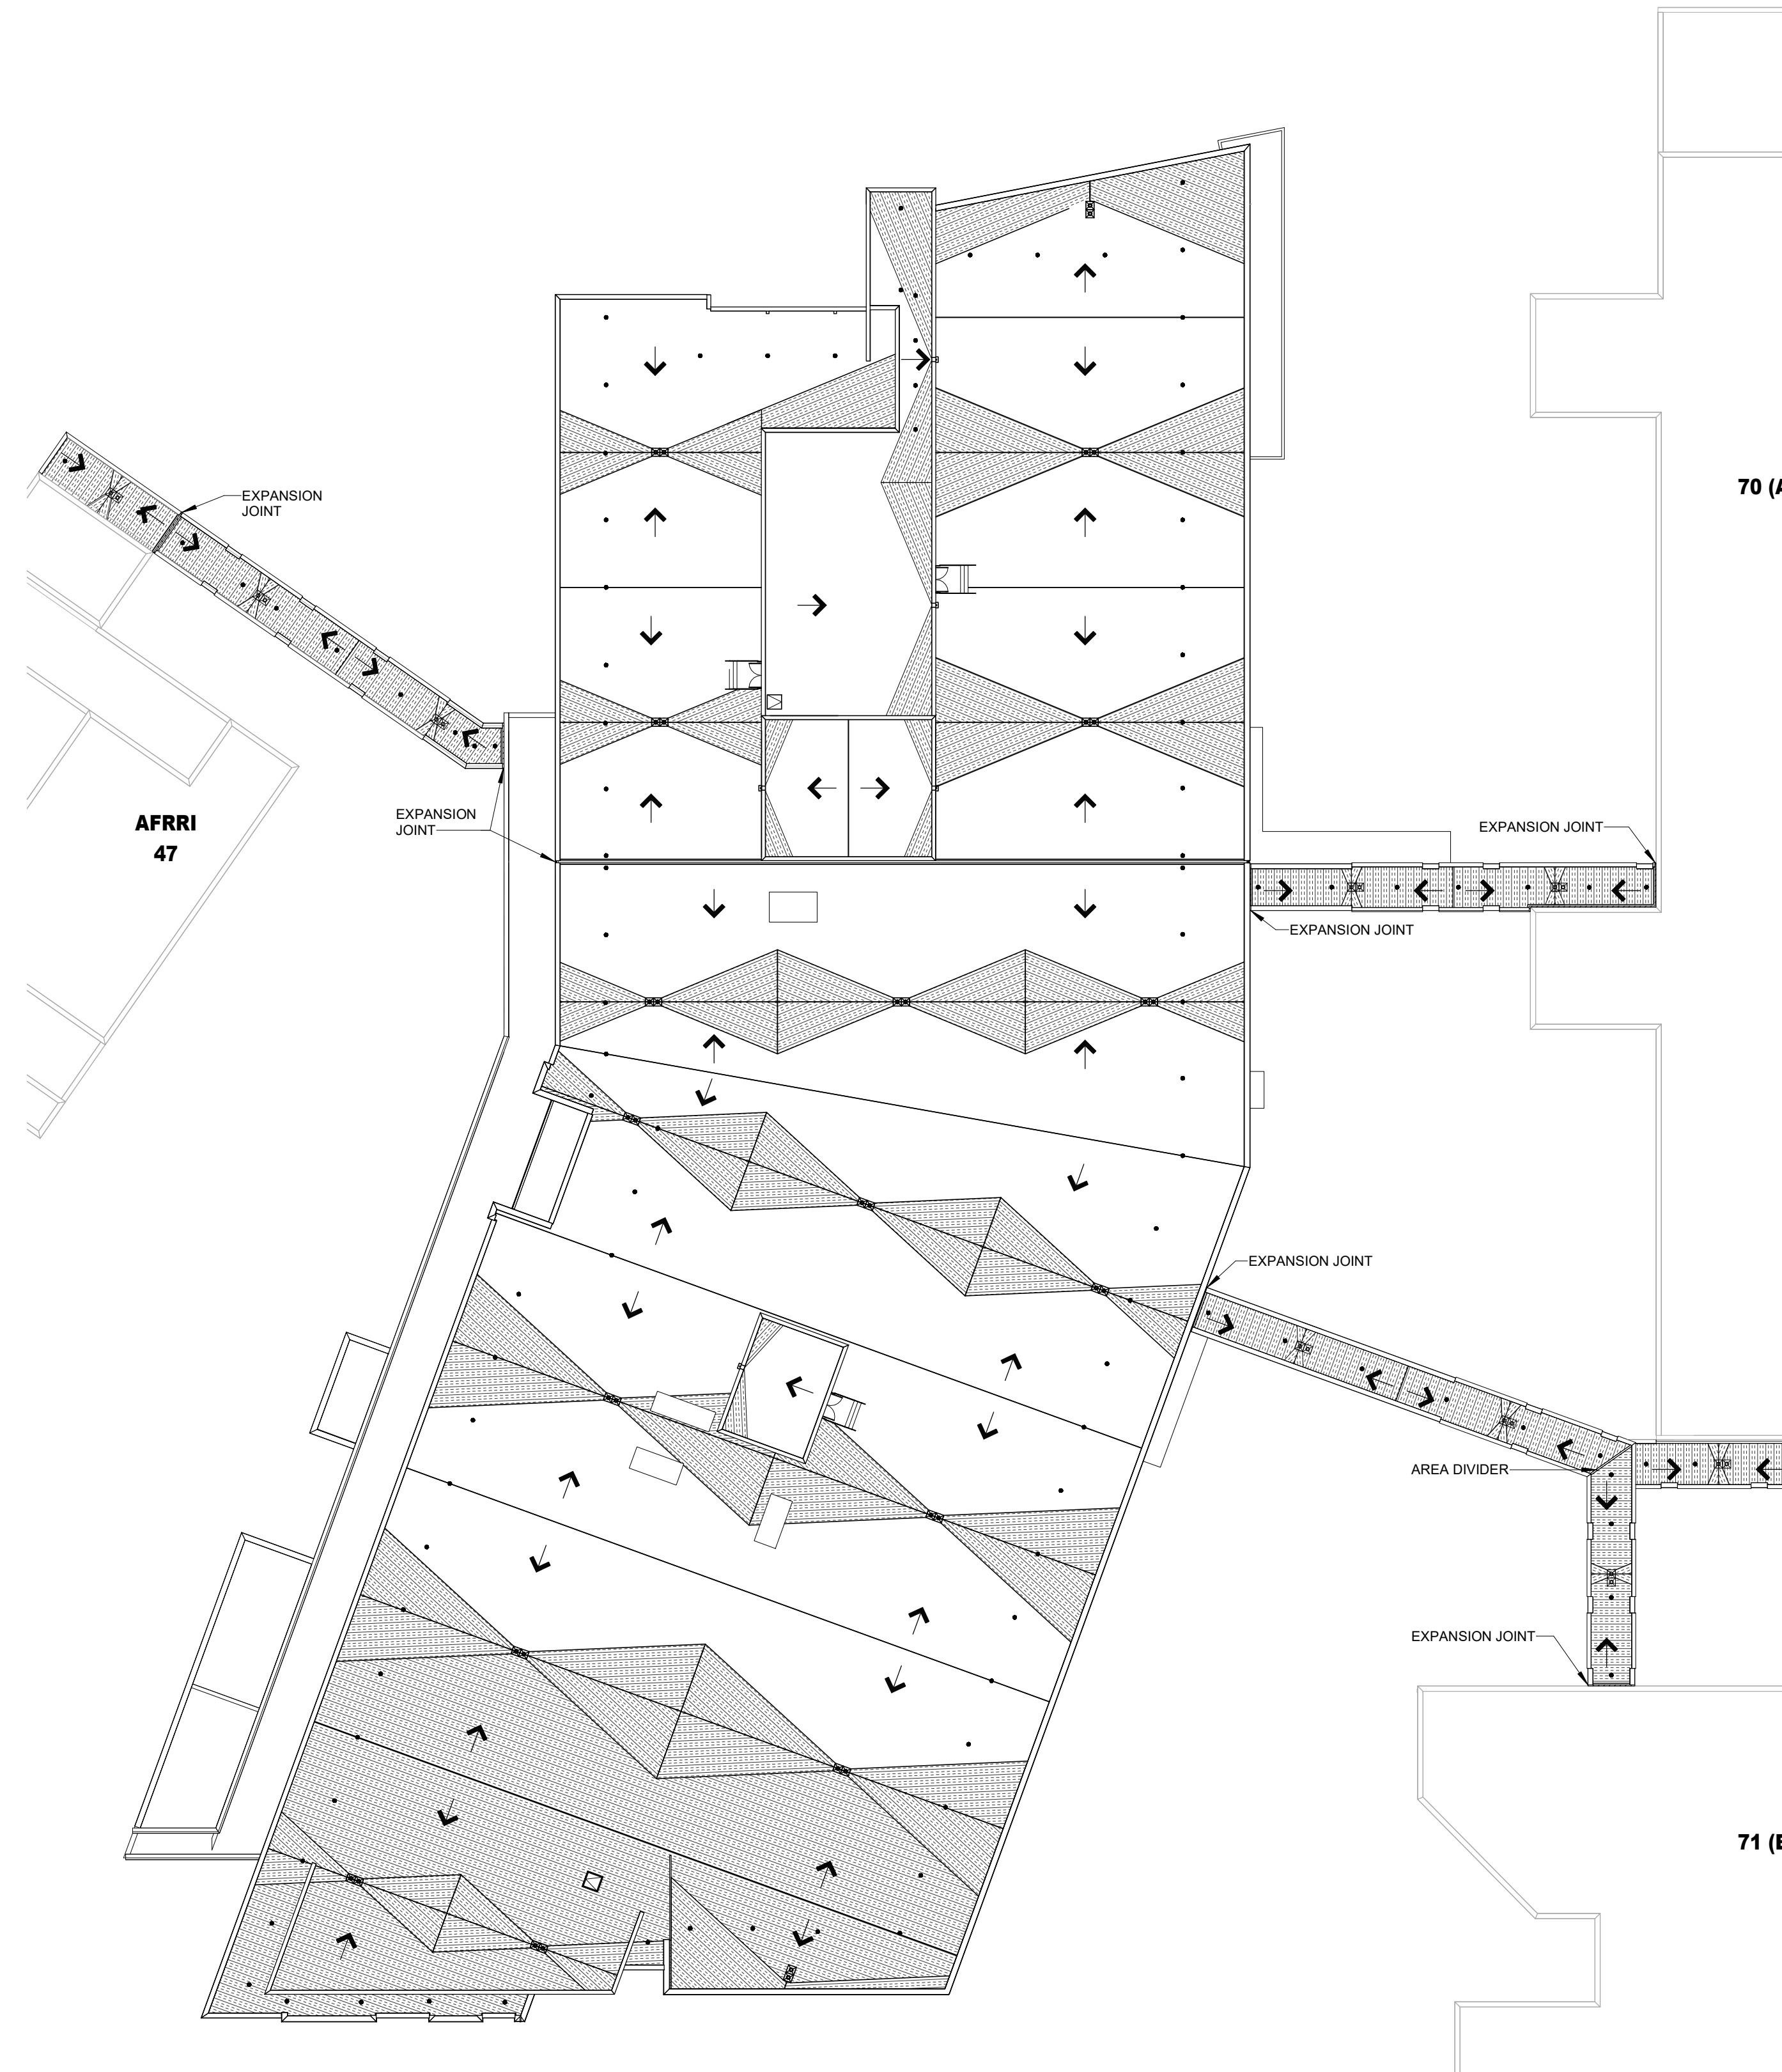 70 (A
EXPANSION
JOINT
AFRRI
47
EXPANSION
JOINT
EXPANSION JOINT
EXPANSION JOINT
EXPANSION JOINT
AREA DIVIDER
EXPANSION JOINT
71 (E